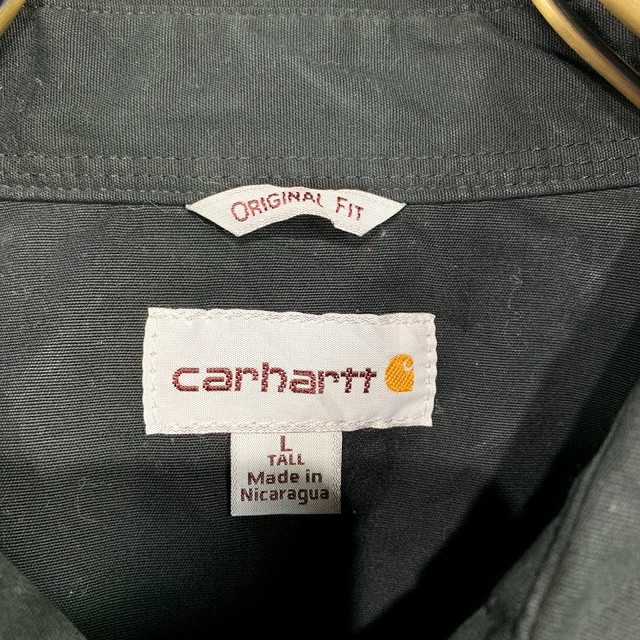 ORIGINAL FIT
carhartt
L
TALL
Made in
Nicaragua